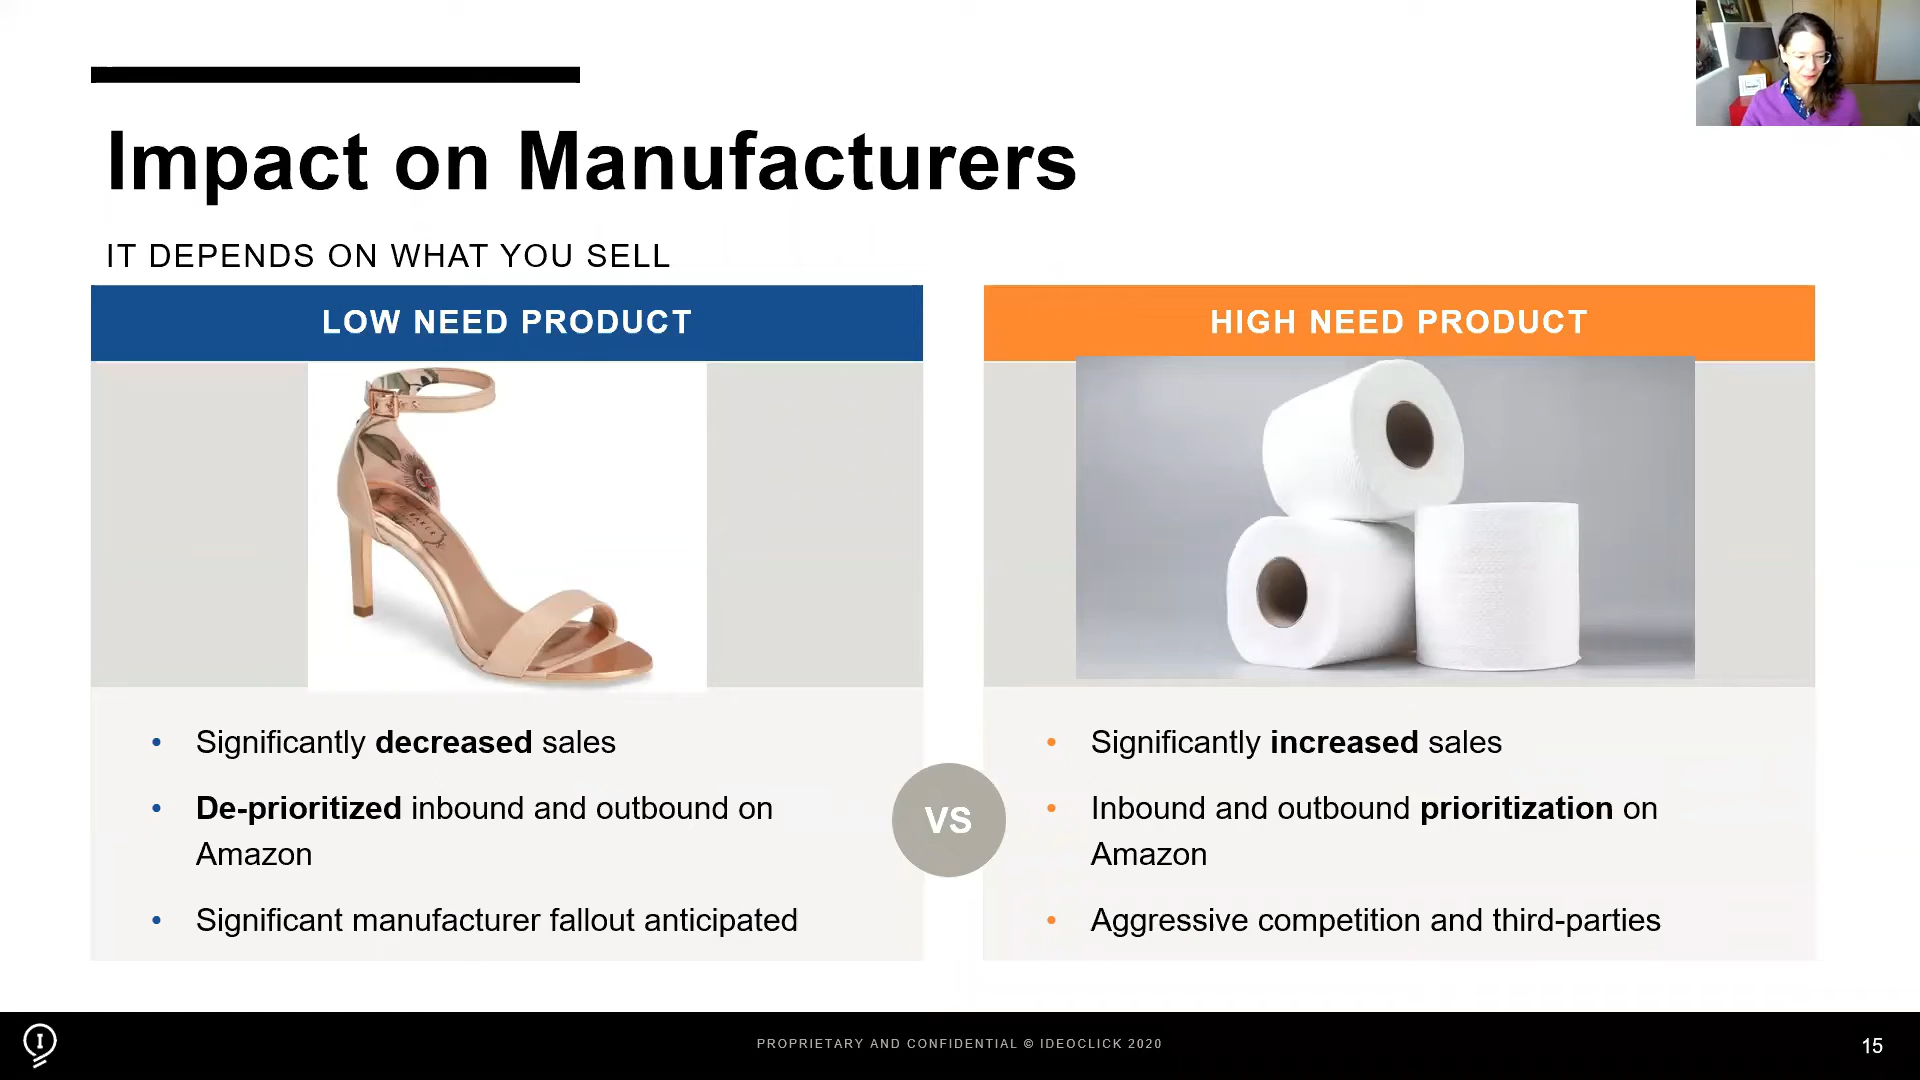 Impact on Manufacturers
IT DEPENDS ON WHAT YOU SELL
LOW NEED PRODUCT
• Significantly decreased sales
• De-prioritized inbound and outbound on
Amazon
• Significant manufacturer fallout anticipated
VS
HIGH NEED PRODUCT
• Significantly increased sales
• Inbound and outbound prioritization on
Amazon
• Aggressive competition and third-parties
I
PROPRIETARY AND CONFIDENTIAL © IDEOCLICK 2020
15